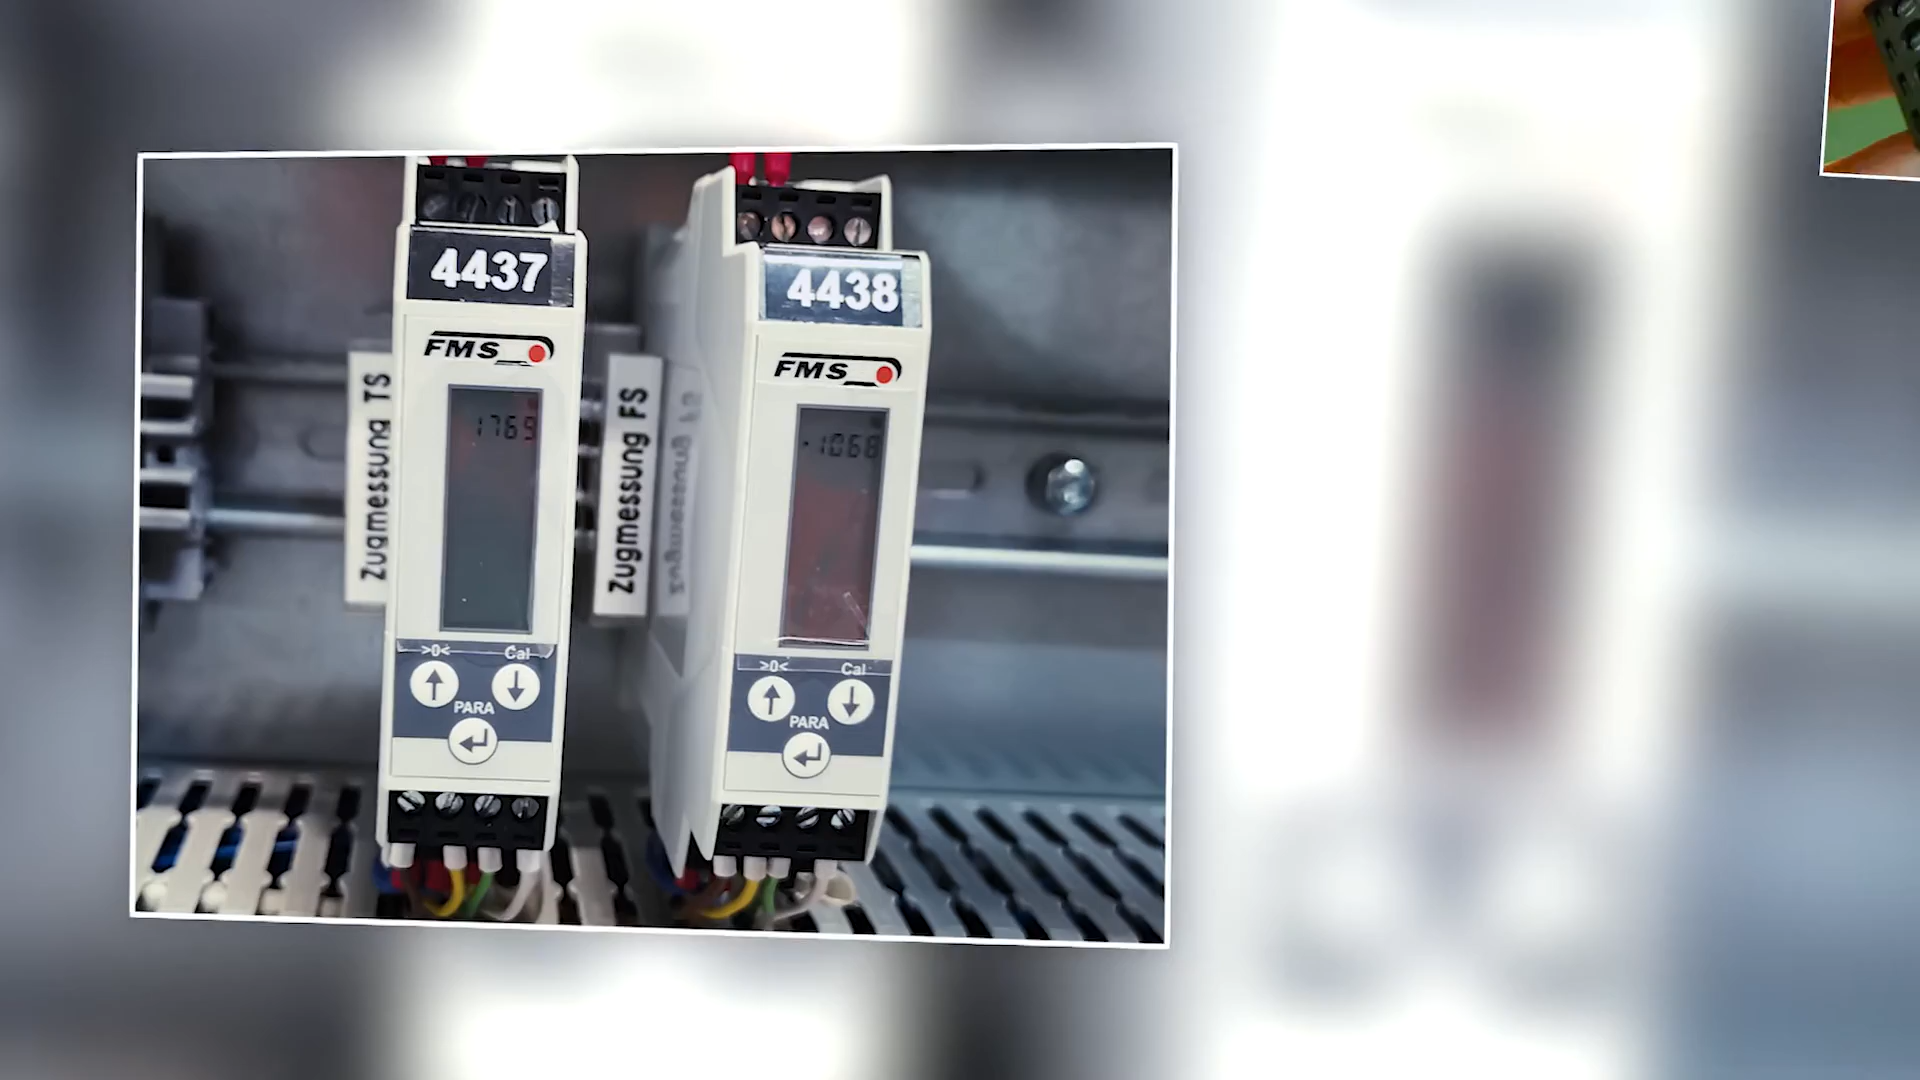 4437
FMS
1769
Zugmessung TS
>0<
Cal
PARA
4438
FMS
-1068
Zugmessung FS
>0<
Cal
PARA